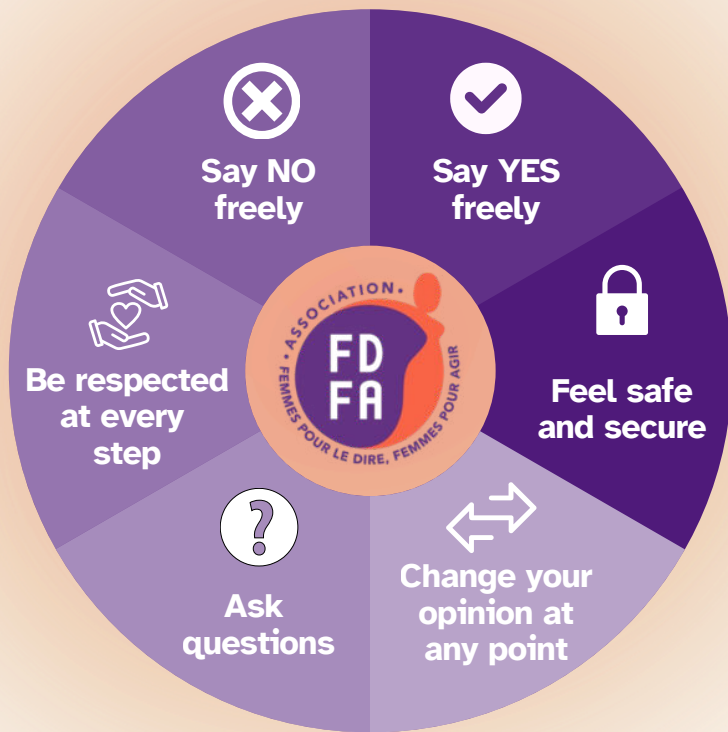 Say NO
freely
Say YES
freely
Be respected
at every
step
• ASSOCIATION •
FEMMES POUR LE DIRE, FEMMES POUR AGIR
FD
FA
Feel safe
and secure
?
Ask
questions
Change your
opinion at
any point